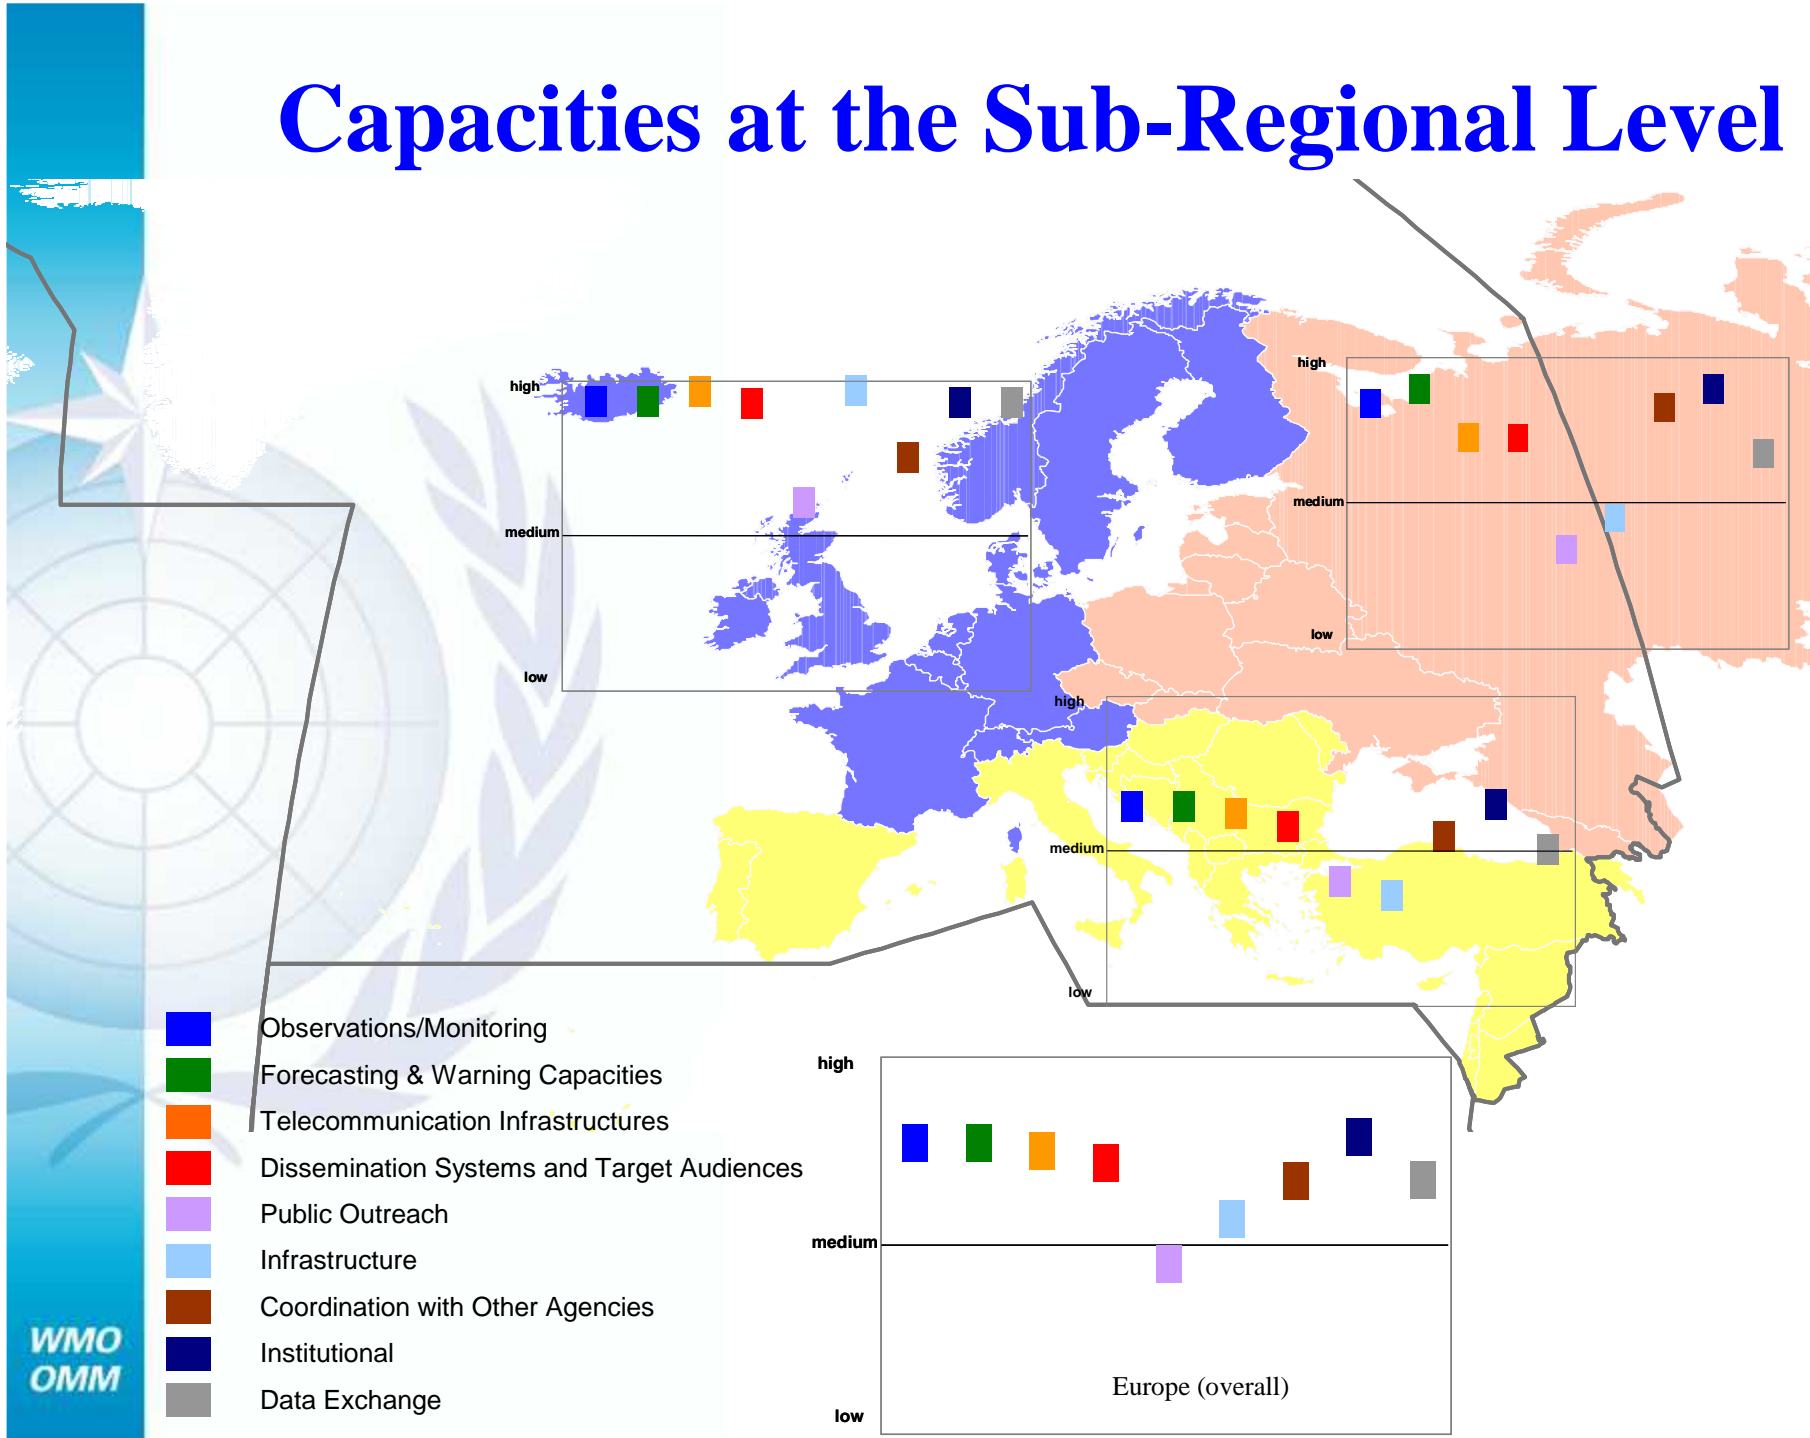 Capacities at the Sub-Regional Level
high
medium
low
high
medium
low
high
medium
low
Observations/Monitoring
Forecasting & Warning Capacities
Telecommunication Infrastructures
Dissemination Systems and Target Audiences
Public Outreach
Infrastructure
Coordination with Other Agencies
Institutional
Data Exchange
high
medium
low
Europe (overall)
WMO
OMM